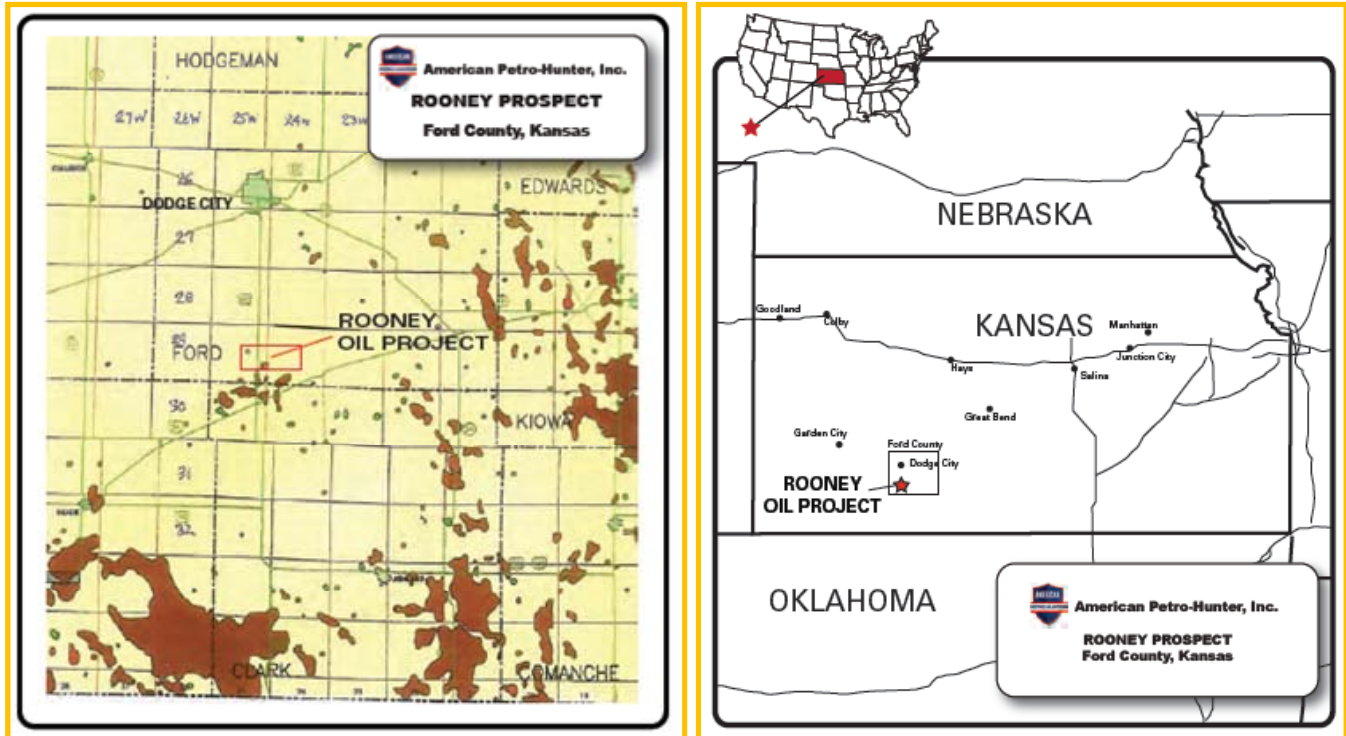 HODGEMAN
American Petro-Hunter, Inc.
ROONEY PROSPECT
Ford County, Kansas
27W 26W 25W 24W 23W
26
EDWARDS
DODGE CITY
27
28
ROONEY
OIL PROJECT
29
FORD
30
KIOWA
31
32
CLARK
COMANCHE
NEBRASKA
Goodland
Colby
KANSAS
Manhattan
Junction City
Hays
Salina
Great Bend
Garden City
Ford County
Dodge City
ROONEY
OIL PROJECT
OKLAHOMA
American Petro-Hunter, Inc.
ROONEY PROSPECT
Ford County, Kansas